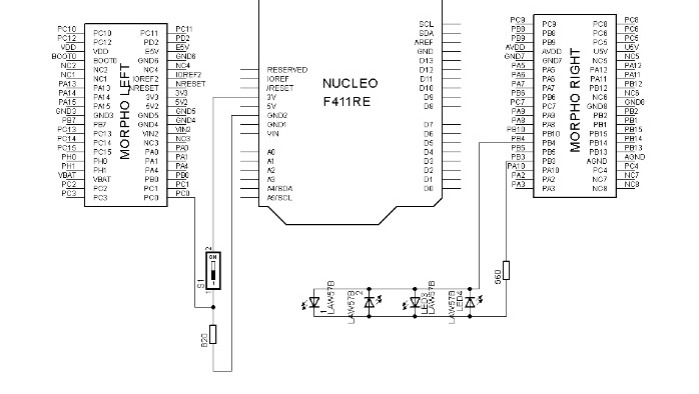 PC10 PC10 PC11 PC11
PC12 PC12 PD2 PD2
VDD VDD E5V E5V
BOOT0 BOOT0 GND6 GND6
NC2 NC2 NC4 NC4
NC1 NC1 IOREF2 IOREF2
PA13 PA13 NRESET NRESET
PA14 PA14 3V3 3V3
PA15 PA15 5V2 5V2
GND3 GND3 GND5 GND5
PB7 PB7 GND4 GND4
PC13 PC13 VIN2 VIN2
PC14 PC14 NC3 NC3
PC15 PC15 PA0 PA0
PH0 PH0 PA1 PA1
PH1 PH1 PA4 PA4
VBAT VBAT PB0 PB0
PC2 PC2 PC1 PC1
PC3 PC3 PC0 PC0
MORPHO LEFT
RESERVED
IOREF
3V
5V
GND2
GND1
VIN
A0
A1
A2
A3
A4/SDA
A5/SCL
NUCLEO
F411RE
SCL
SDA
AREF
GND
D13
D12
D11
D10
D9
D8
D7
D6
D5
D4
D3
D2
D1
D0
PC9 PC9 PC8 PC8
PB8 PB8 PC6 PC6
PB9 PB9 PC5 PC5
AVDD AVDD U5V U5V
GND7 GND7 NC5 NC5
PA5 PA5 PA12 PA12
PA6 PA6 PA11 PA11
PA7 PA7 PB12 PB12
PB6 PB6 NC6 NC6
PC7 PC7 GND8 GND8
PA9 PA9 PB2 PB2
PA8 PA8 PB1 PB1
PB10 PB10 PB15 PB15
PB4 PB4 PB14 PB14
PB5 PB5 PB13 PB13
PB3 PB3 AGND AGND
PA10 PA10 PC4 PC4
PA2 PA2 NC7 NC7
PA3 PA3 NC8 NC8
MORPHO RIGHT
2
ON
S1
1
820
560
1
LAW57B
2
LAW57B
LED3
LAW57B
LED4
LAW57B